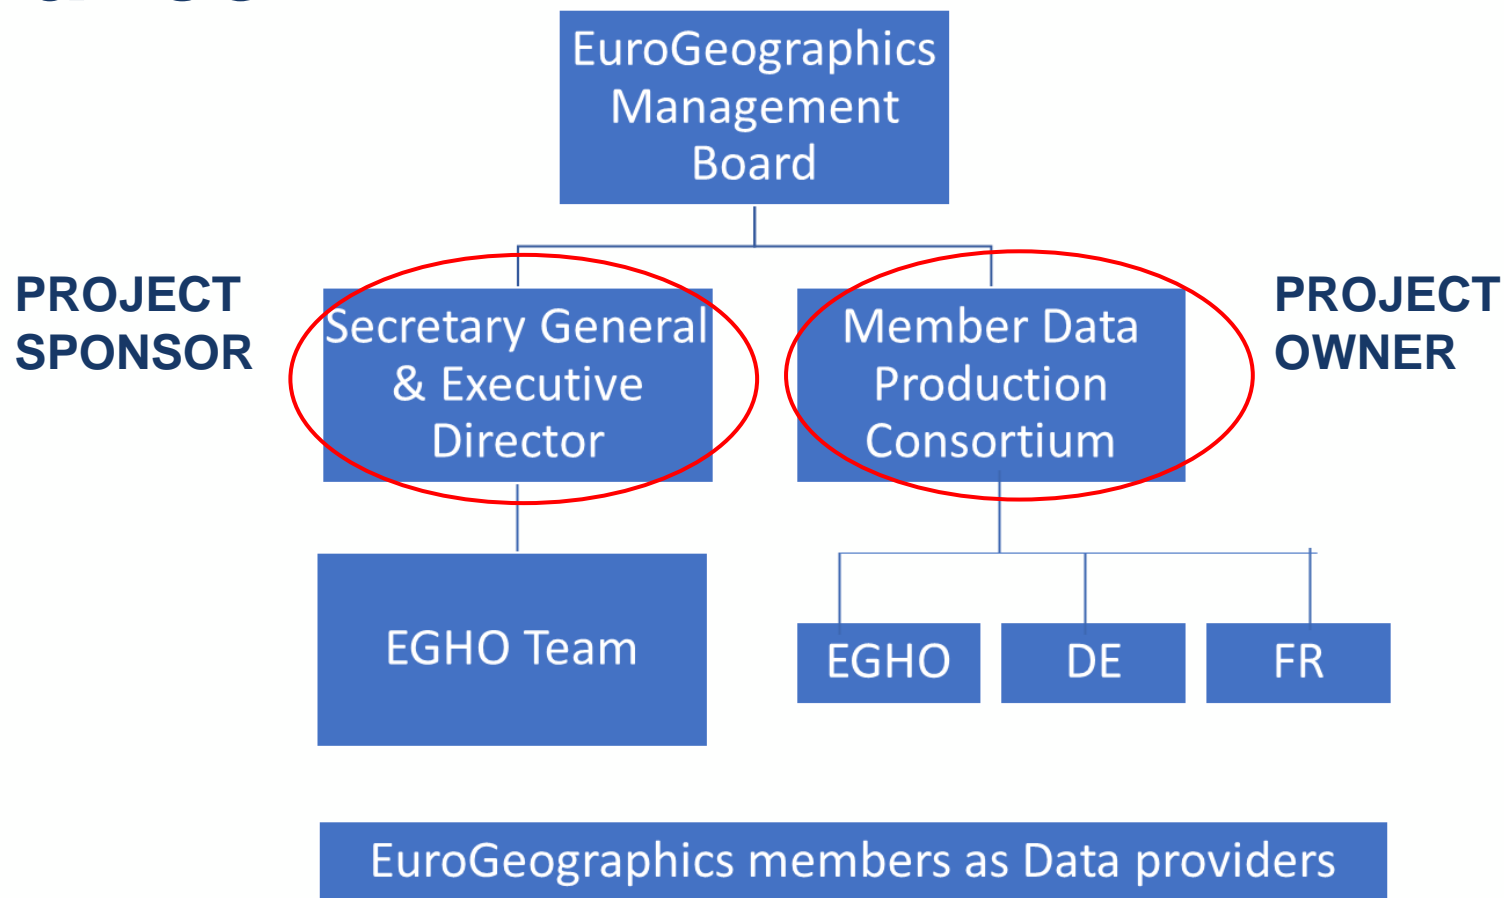 EuroGeographics
Management
Board
PROJECT
SPONSOR
Secretary General
& Executive
Director
Member Data
Production
Consortium
PROJECT
OWNER
EGHO Team
EGHO
DE
FR
EuroGeographics members as Data providers